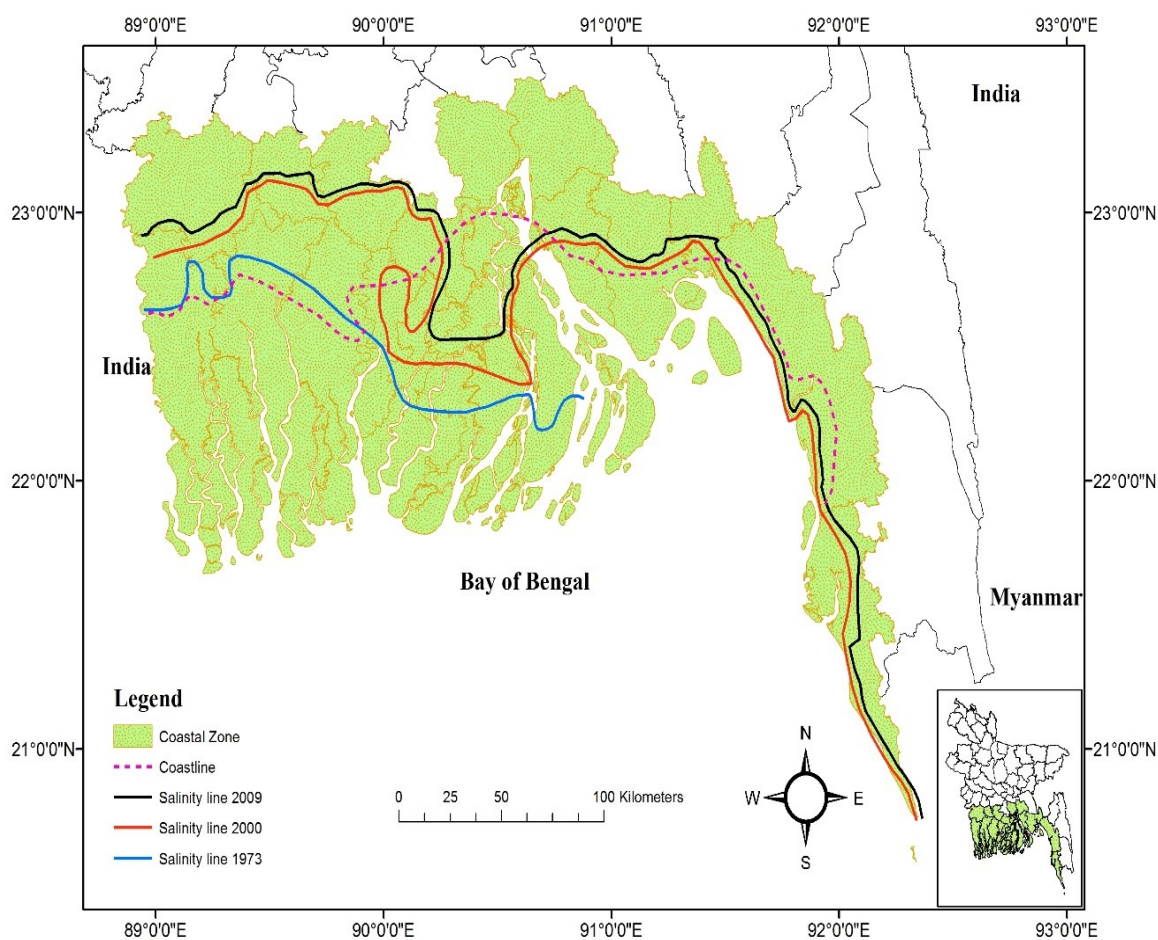 89°0'0"E 90°0'0"E 91°0'0"E 92°0'0"E 93°0'0"E
India
23°0'0"N 23°0'0"N
India
22°0'0"N 22°0'0"N
Bay of Bengal
Myanmar
Legend
Coastal Zone
Coastline
Salinity line 2009
Salinity line 2000
Salinity line 1973
21°0'0"N 21°0'0"N
0 25 50 100 Kilometers
N
W E
S
89°0'0"E 90°0'0"E 91°0'0"E 92°0'0"E 93°0'0"E